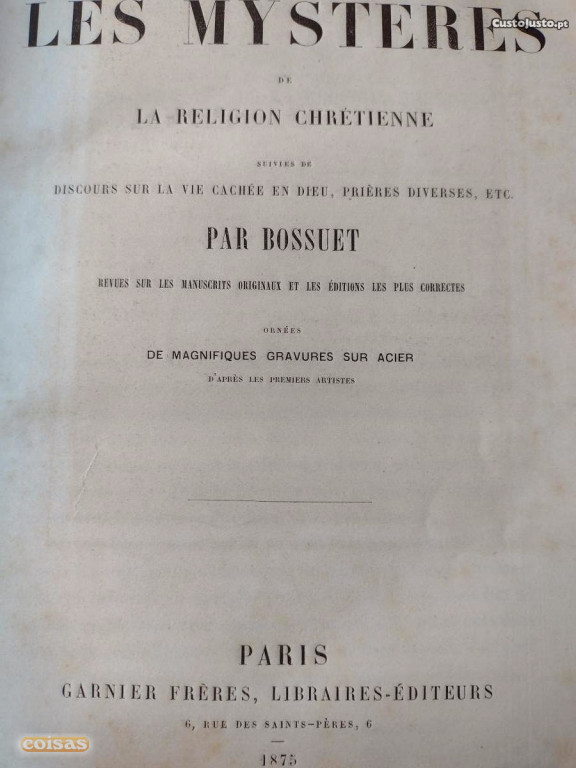 CustoJusto.pt
LES MYSTÈRES
DE
LA RELIGION CHRÉTIENNE
SUIVIES DE
DISCOURS SUR LA VIE CACHÉE EN DIEU, PRIÈRES DIVERSES, ETC.
PAR BOSSUET
REVUES SUR LES MANUSCRITS ORIGINAUX ET LES ÉDITIONS LES PLUS CORRECTES
ORNÉES
DE MAGNIFIQUES GRAVURES SUR ACIER
D'APRÈS LES PREMIERS ARTISTES
PARIS
GARNIER FRÈRES, LIBRAIRES-ÉDITEURS
6, RUE DES SAINTS-PÈRES, 6
—
1875
coisas